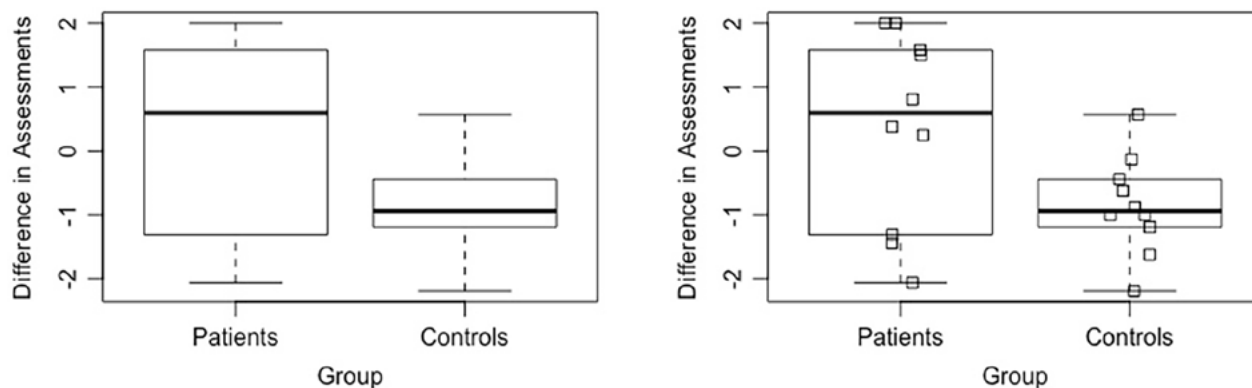 Difference in Assessments
2
1
0
-1
-2
Patients
Controls
Group
Difference in Assessments
2
1
0
-1
-2
Patients
Controls
Group